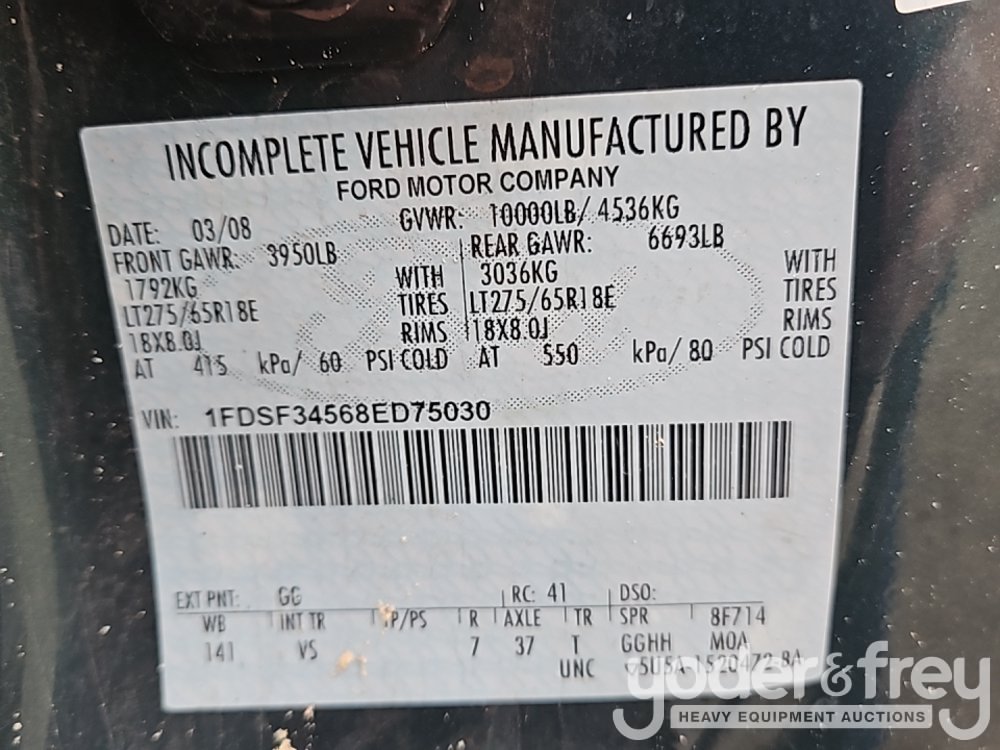 INCOMPLETE VEHICLE MANUFACTURED BY
FORD MOTOR COMPANY
DATE: 03/08 GVWR: 10000LB/ 4536KG
FRONT GAWR: 3950LB REAR GAWR: 6693LB
1792KG WITH 3036KG WITH
LT275/65R18E TIRES LT275/65R18E TIRES
18X8.0J RIMS 18X8.0J RIMS
AT 415 kPa/ 60 PSI COLD AT 550 kPa/ 80 PSI COLD
VIN: 1FDSF34568ED75030
EXT PNT: GG RC: 41 DSO:
WB INT TR TP/PS R AXLE TR SPR 8F714
141 VS 7 37 T GGHH MOA
UNC 5U5A-1520472-BA
yoder&frey
HEAVY EQUIPMENT AUCTIONS